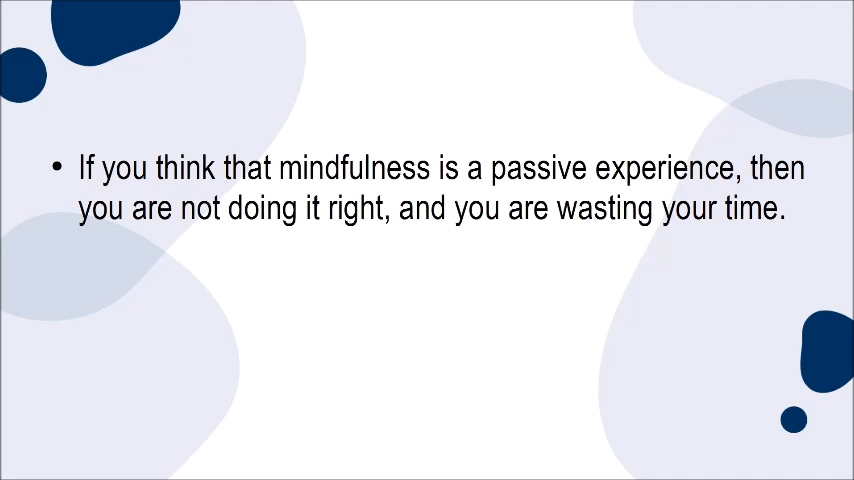 • If you think that mindfulness is a passive experience, then
you are not doing it right, and you are wasting your time.